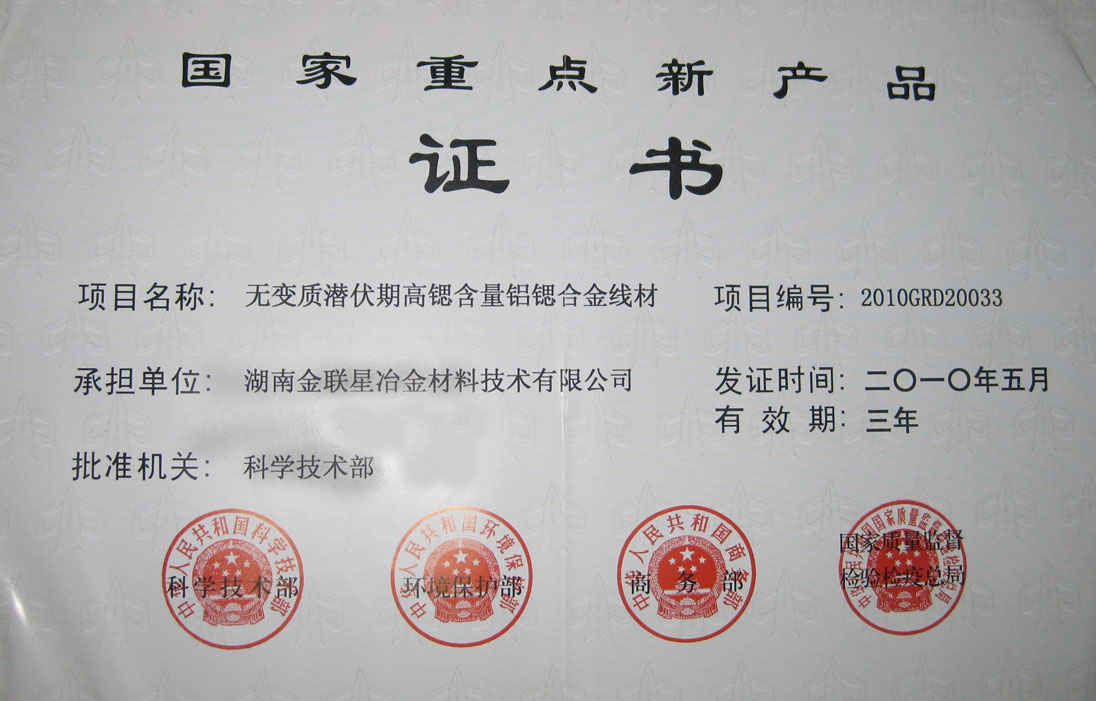 国家重点新产品
证书
项目名称：无变质潜伏期高锶含量铝锶合金线材 项目编号：2010GRD20033
承担单位：湖南金联星冶金材料技术有限公司 发证时间：二〇一〇年五月
有效期：三年
批准机关：科学技术部
中华人民共和国科学技术部
科学技术部
中华人民共和国环境保护部
环境保护部
中华人民共和国商务部
商务部
国家质量监督
检验检疫总局